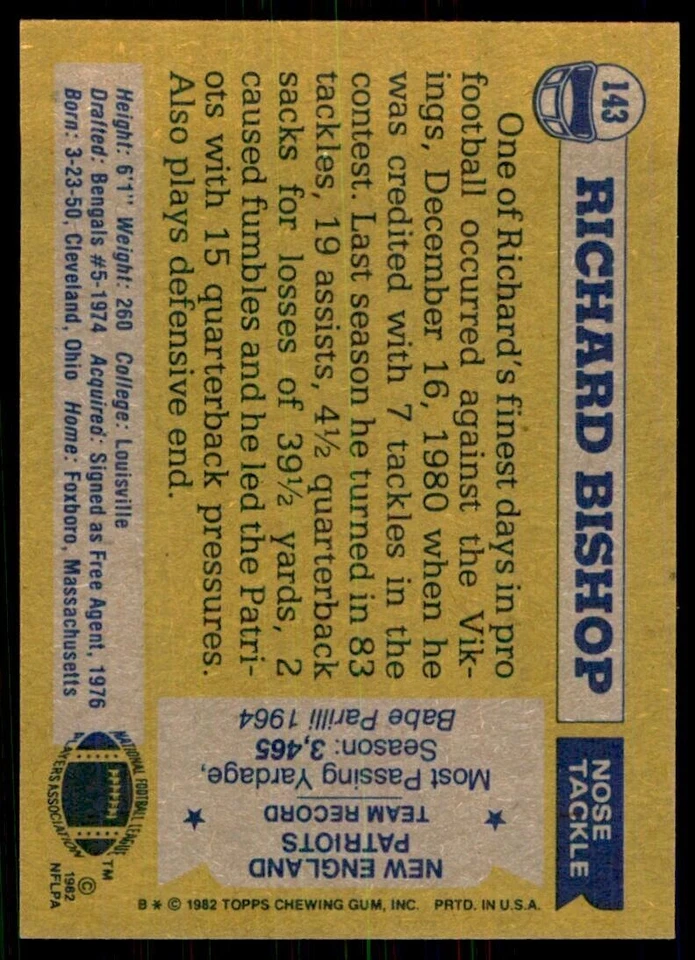 143
RICHARD BISHOP
NOSE
TACKLE
One of Richard's finest days in pro
football occurred against the Vik-
ings, December 16, 1980 when he
was credited with 7 tackles in the
contest. Last season he turned in 83
tackles, 19 assists, 4½ quarterback
sacks for losses of 39½ yards, 2
caused fumbles and he led the Patri-
ots with 15 quarterback pressures.
Also plays defensive end.
Height: 6'1" Weight: 260 College: Louisville
Drafted: Bengals #5-1974 Acquired: Signed as Free Agent, 1976
Born: 3-23-50, Cleveland, Ohio Home: Foxboro, Massachusetts
NEW ENGLAND
PATRIOTS
TEAM RECORD
Most Passing Yardage,
Season: 3,465
Babe Parilli 1964
NATIONAL FOOTBALL LEAGUE
PLAYERS ASSOCIATION
TM
©
1982
NFLPA
B * © 1982 TOPPS CHEWING GUM, INC. PRTD. IN U.S.A.